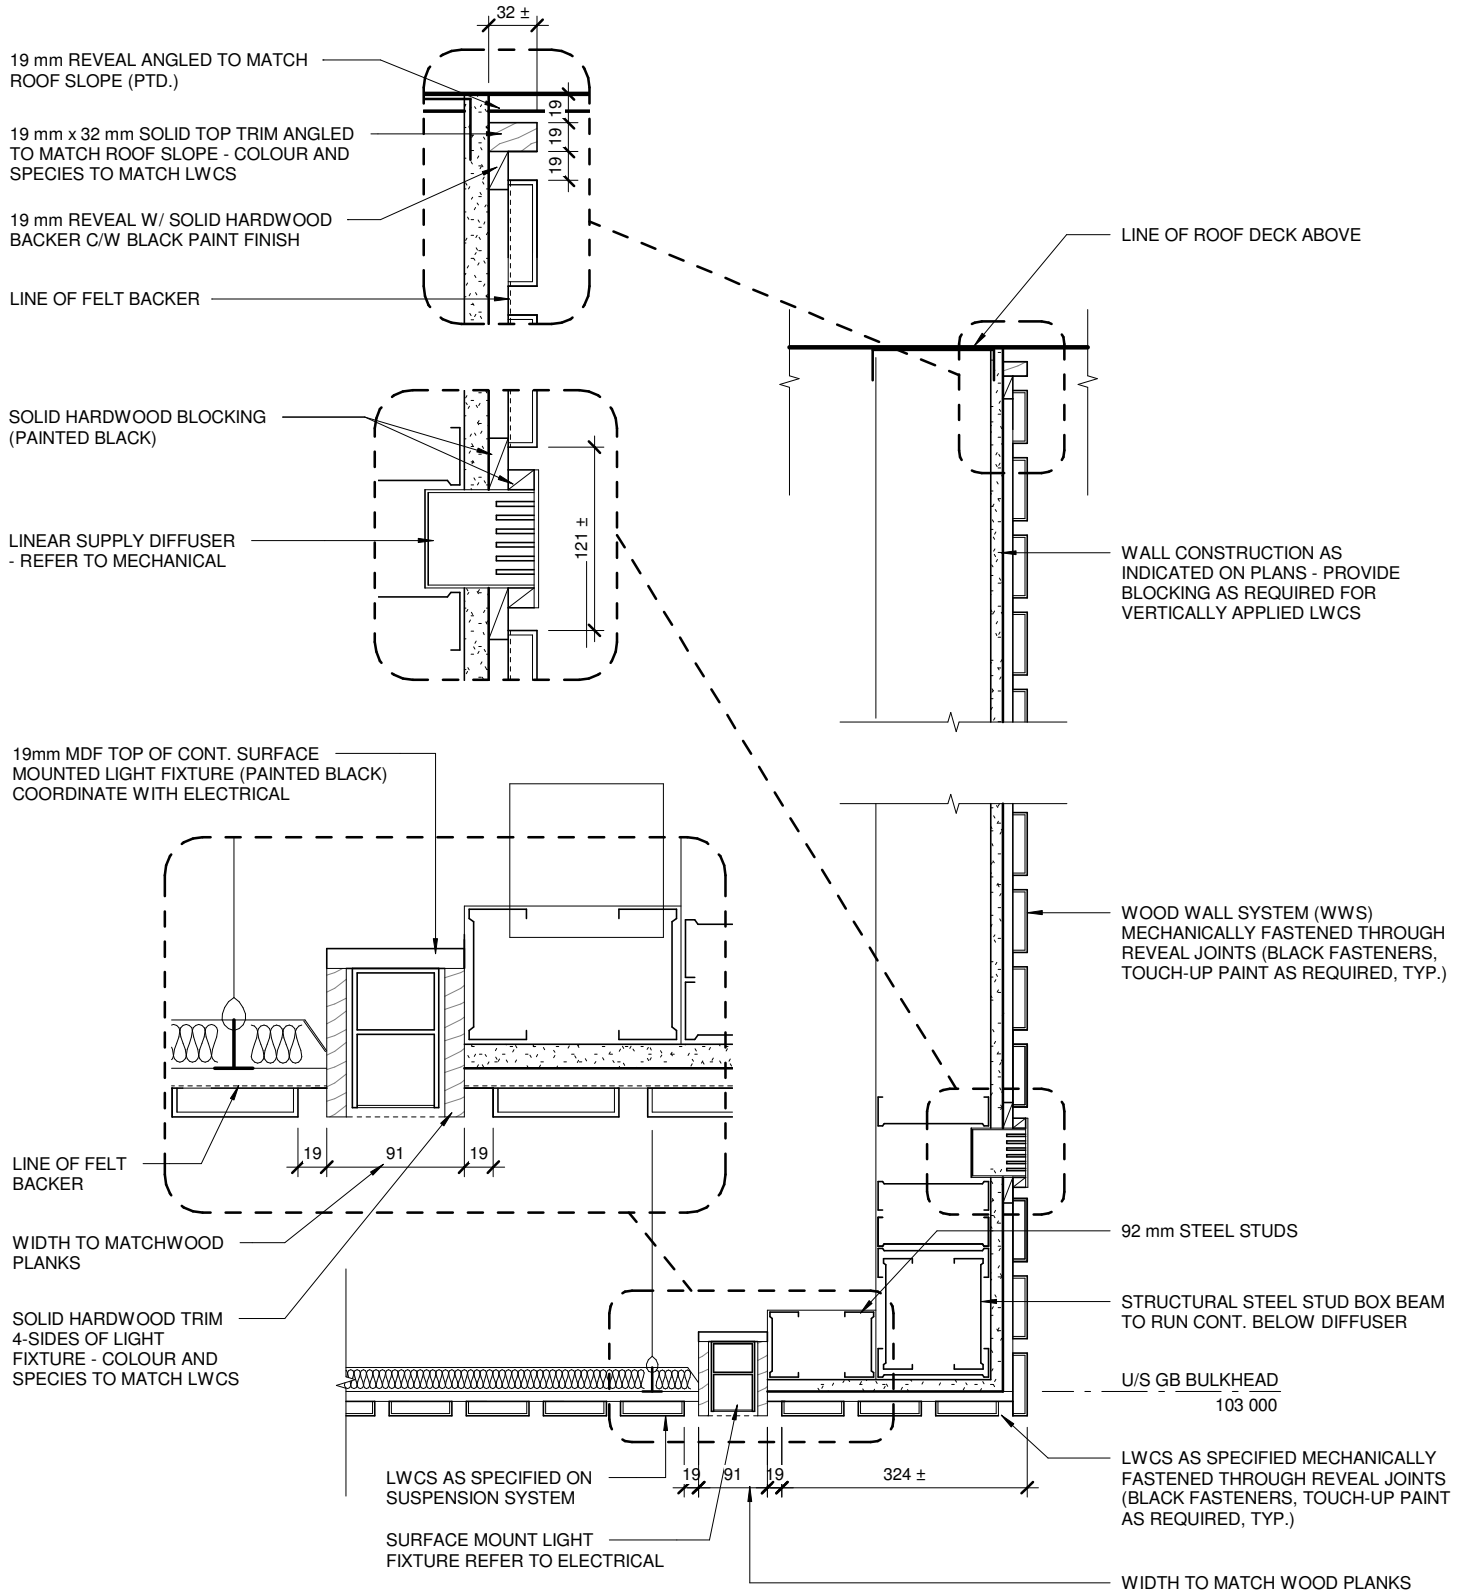 32 ±
19 mm REVEAL ANGLED TO MATCH
ROOF SLOPE (PTD.)
19
19
19
19 mm x 32 mm SOLID TOP TRIM ANGLED
TO MATCH ROOF SLOPE - COLOUR AND
SPECIES TO MATCH LWCS
19 mm REVEAL W/ SOLID HARDWOOD
BACKER C/W BLACK PAINT FINISH
LINE OF FELT BACKER
LINE OF ROOF DECK ABOVE
SOLID HARDWOOD BLOCKING
(PAINTED BLACK)
121 ±
LINEAR SUPPLY DIFFUSER
- REFER TO MECHANICAL
WALL CONSTRUCTION AS
INDICATED ON PLANS - PROVIDE
BLOCKING AS REQUIRED FOR
VERTICALLY APPLIED LWCS
19mm MDF TOP OF CONT. SURFACE
MOUNTED LIGHT FIXTURE (PAINTED BLACK)
COORDINATE WITH ELECTRICAL
WOOD WALL SYSTEM (WWS)
MECHANICALLY FASTENED THROUGH
REVEAL JOINTS (BLACK FASTENERS,
TOUCH-UP PAINT AS REQUIRED, TYP.)
19 91 19
LINE OF FELT
BACKER
WIDTH TO MATCHWOOD
PLANKS
92 mm STEEL STUDS
SOLID HARDWOOD TRIM
4-SIDES OF LIGHT
FIXTURE - COLOUR AND
SPECIES TO MATCH LWCS
STRUCTURAL STEEL STUD BOX BEAM
TO RUN CONT. BELOW DIFFUSER
U/S GB BULKHEAD
103 000
19 91 19 324 ±
LWCS AS SPECIFIED ON
SUSPENSION SYSTEM
LWCS AS SPECIFIED MECHANICALLY
FASTENED THROUGH REVEAL JOINTS
(BLACK FASTENERS, TOUCH-UP PAINT
AS REQUIRED, TYP.)
SURFACE MOUNT LIGHT
FIXTURE REFER TO ELECTRICAL
WIDTH TO MATCH WOOD PLANKS